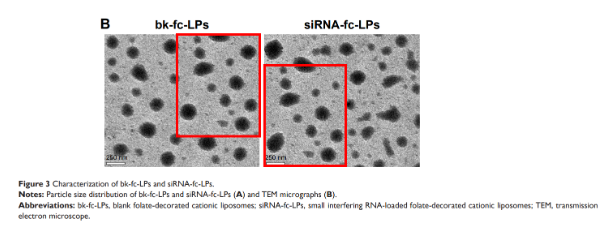 B
bk-fc-LPs
siRNA-fc-LPs
250 nm
250 nm
Figure 3 Characterization of bk-fc-LPs and siRNA-fc-LPs.
Notes: Particle size distribution of bk-fc-LPs and siRNA-fc-LPs (A) and TEM micrographs (B).
Abbreviations: bk-fc-LPs, blank folate-decorated cationic liposomes; siRNA-fc-LPs, small interfering RNA-loaded folate-decorated cationic liposomes; TEM, transmission
electron microscope.